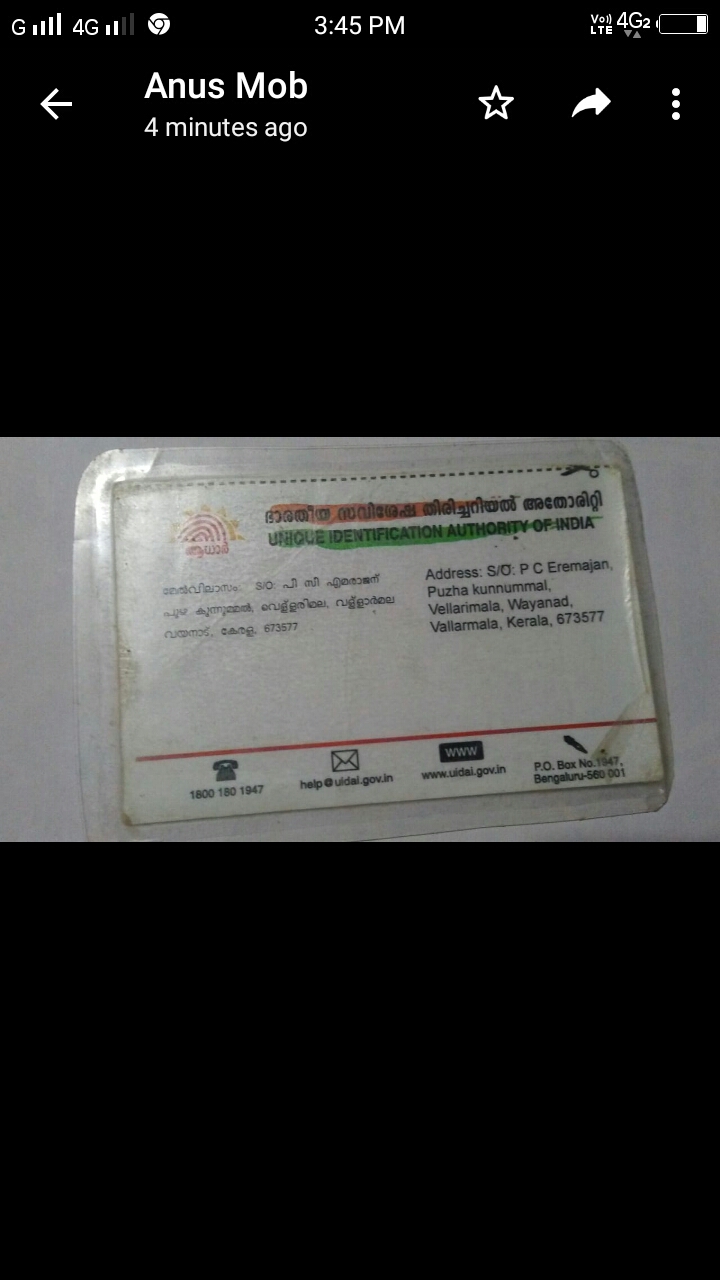 G 4G 3:45 PM Vo)) LTE 4G2
Anus Mob
4 minutes ago
ഭാരതീയ സവിശേഷ തിരിച്ചറിയൽ അതോരിറ്റി
UNIQUE IDENTIFICATION AUTHORITY OF INDIA
ആധാർ
മേൽവിലാസം: S/O: പി സി എമരാജന്
പുഴ കുന്നുമ്മൽ, വെള്ളരിമല, വള്ളാർമല
വയനാട്, കേരള, 673577
Address: S/O: P C Eremajan,
Puzha kunnummal,
Vellarimala, Wayanad,
Vallarmala, Kerala, 673577
1800 180 1947
help@uidai.gov.in
WWW
www.uidai.gov.in
P.O. Box No.1947,
Bengaluru-560 001